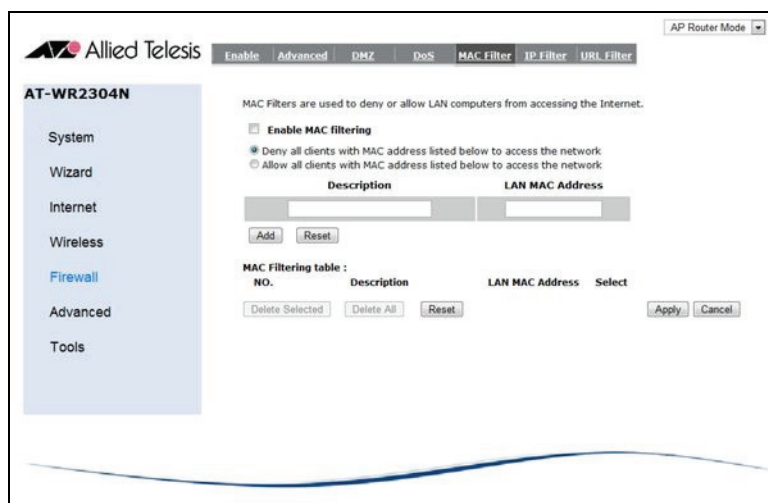 AP Router Mode
Allied Telesis
Enable Advanced DMZ DoS MAC Filter IP Filter URL Filter
AT-WR2304N
System
Wizard
Internet
Wireless
Firewall
Advanced
Tools
MAC Filters are used to deny or allow LAN computers from accessing the Internet.
Enable MAC filtering
Deny all clients with MAC address listed below to access the network
Allow all clients with MAC address listed below to access the network
Description LAN MAC Address
Add Reset
MAC Filtering table :
NO. Description LAN MAC Address Select
Delete Selected Delete All Reset Apply Cancel